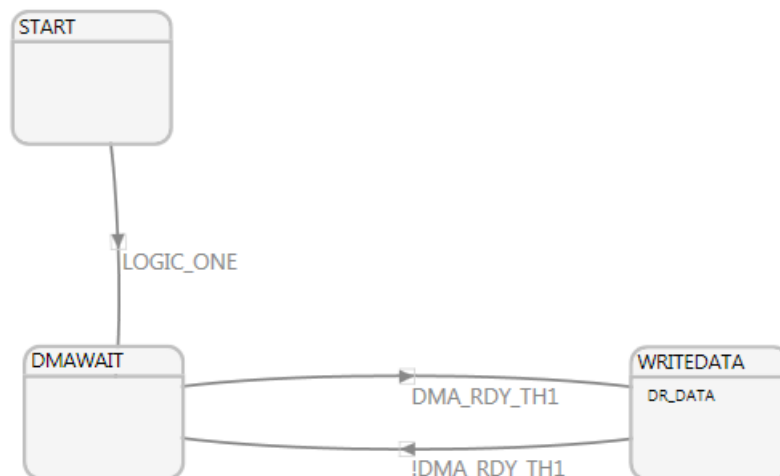 START
LOGIC_ONE
DMAWAIT
WRITEDATA
DMA_RDY_TH1
DR_DATA
!DMA_RDY_TH1